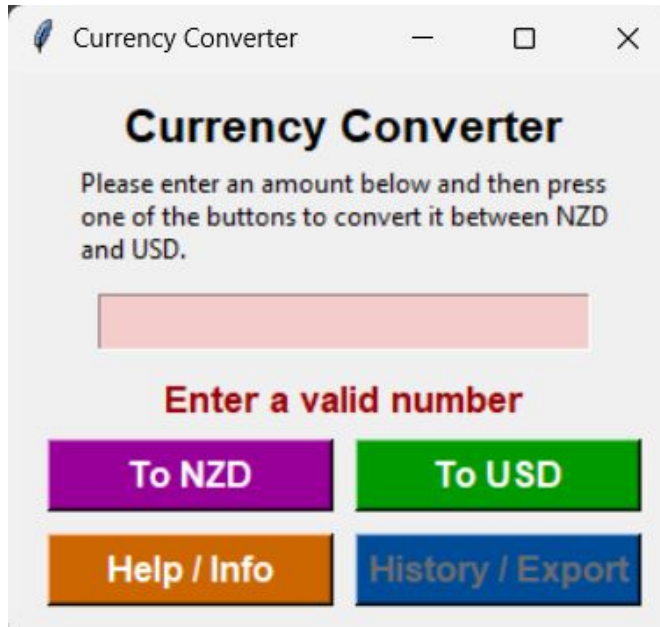 Currency Converter
Currency Converter
Please enter an amount below and then press
one of the buttons to convert it between NZD
and USD.
Enter a valid number
To NZD
To USD
Help / Info
History / Export